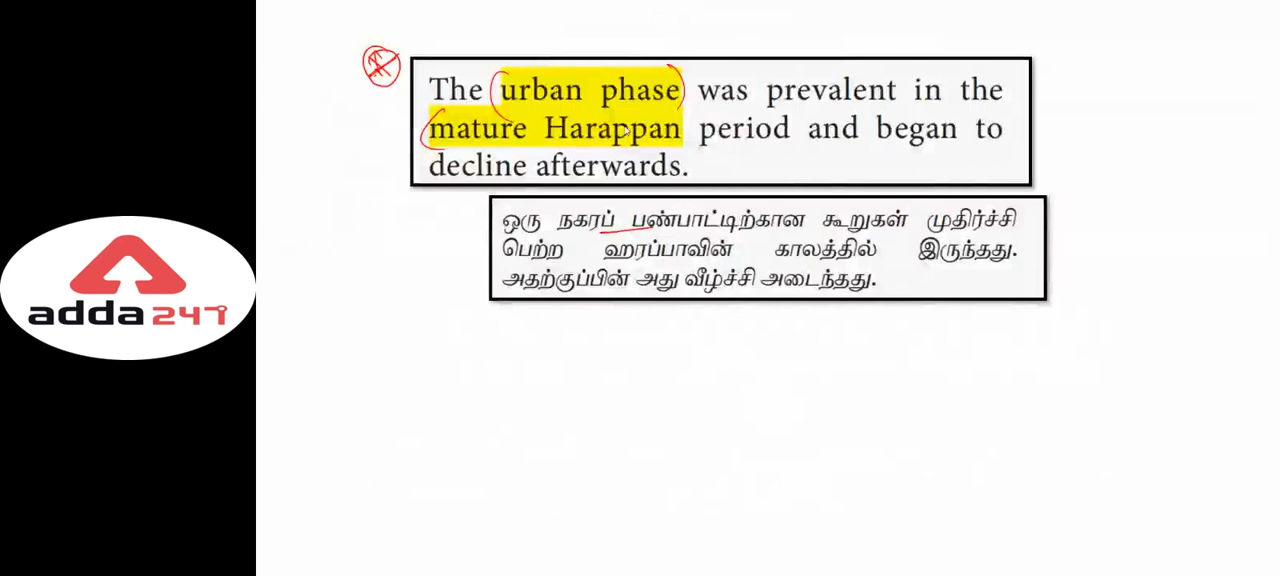 The urban phase was prevalent in the
mature Harappan period and began to
decline afterwards.
ஒரு நகரப் பண்பாட்டிற்கான கூறுகள் முதிர்ச்சி
பெற்ற ஹரப்பாவின் காலத்தில் இருந்தது.
அதற்குப்பின் அது வீழ்ச்சி அடைந்தது.
adda247